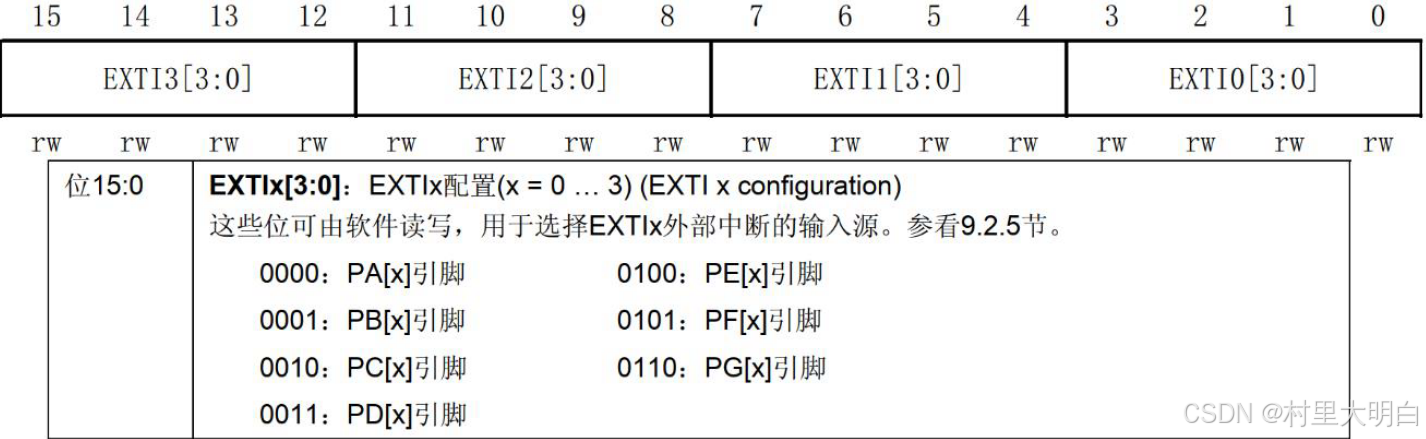 15 14 13 12 11 10 9 8 7 6 5 4 3 2 1 0
EXTI3[3:0] EXTI2[3:0] EXTI1[3:0] EXTI0[3:0]
rw rw rw rw rw rw rw rw rw rw rw rw rw rw rw rw
位15:0 EXTIx[3:0]：EXTIx配置(x = 0 … 3) (EXTI x configuration)
这些位可由软件读写，用于选择EXTIx外部中断的输入源。参看9.2.5节。
0000：PA[x]引脚 0100：PE[x]引脚
0001：PB[x]引脚 0101：PF[x]引脚
0010：PC[x]引脚 0110：PG[x]引脚
0011：PD[x]引脚
CSDN @村里大明白